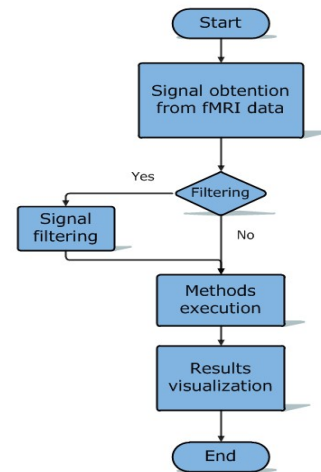 Start
Signal obtention
from fMRI data
Yes
Filtering
Signal
filtering
No
Methods
execution
Results
visualization
End